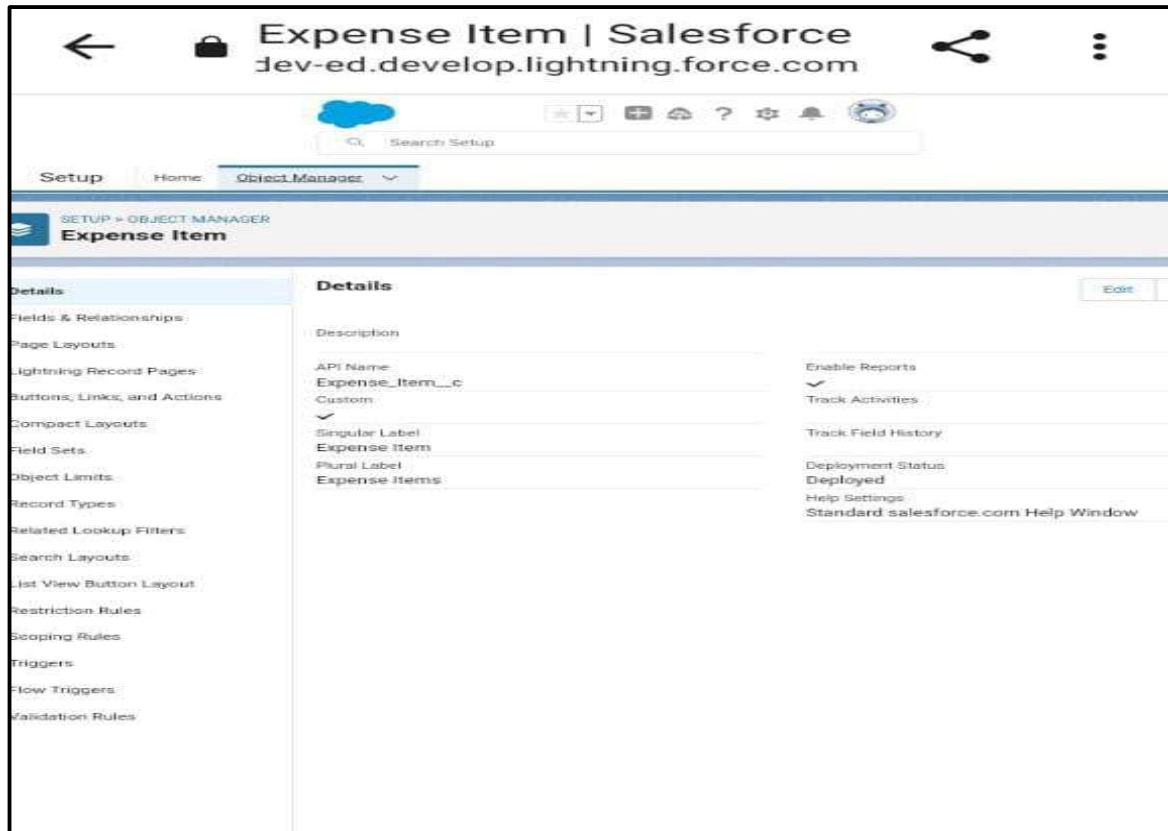 Expense Item | Salesforce
dev-ed.develop.lightning.force.com
Search Setup
Setup Home Object Manager
SETUP > OBJECT MANAGER
Expense Item
Details
Fields & Relationships
Page Layouts
Lightning Record Pages
Buttons, Links, and Actions
Compact Layouts
Field Sets
Object Limits
Record Types
Related Lookup Filters
Search Layouts
List View Button Layout
Restriction Rules
Scoping Rules
Triggers
Flow Triggers
Validation Rules
Details
Edit
Description
API Name
Expense_Item__c
Custom
Singular Label
Expense Item
Plural Label
Expense Items
Enable Reports
Track Activities
Track Field History
Deployment Status
Deployed
Help Settings
Standard salesforce.com Help Window